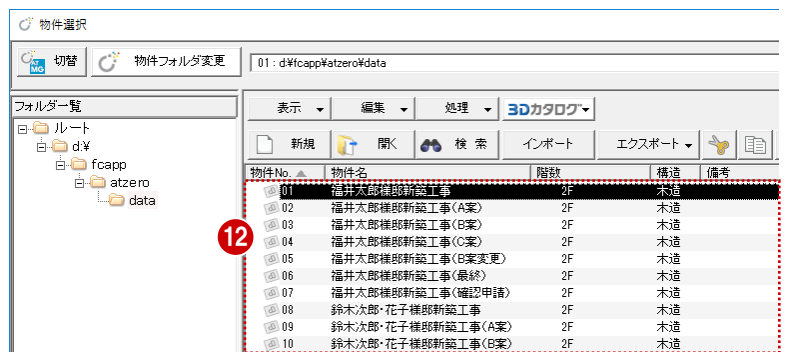 物件選択
AT MG 切替 物件フォルダ変更 01 : d:¥fcapp¥atzero¥data
フォルダ一覧
ルート
d:¥
fcapp
atzero
data
表示 編集 処理 3Dカタログ
新規 開く 検索 インポート エクスポート
物件No. 物件名 階数 構造 備考
01 福井太郎様邸新築工事 2F 木造
02 福井太郎様邸新築工事(A案) 2F 木造
03 福井太郎様邸新築工事(B案) 2F 木造
12
04 福井太郎様邸新築工事(C案) 2F 木造
05 福井太郎様邸新築工事(B案変更) 2F 木造
06 福井太郎様邸新築工事(最終) 2F 木造
07 福井太郎様邸新築工事(確認申請) 2F 木造
08 鈴木次郎・花子様邸新築工事 2F 木造
09 鈴木次郎・花子様邸新築工事(A案) 2F 木造
10 鈴木次郎・花子様邸新築工事(B案) 2F 木造